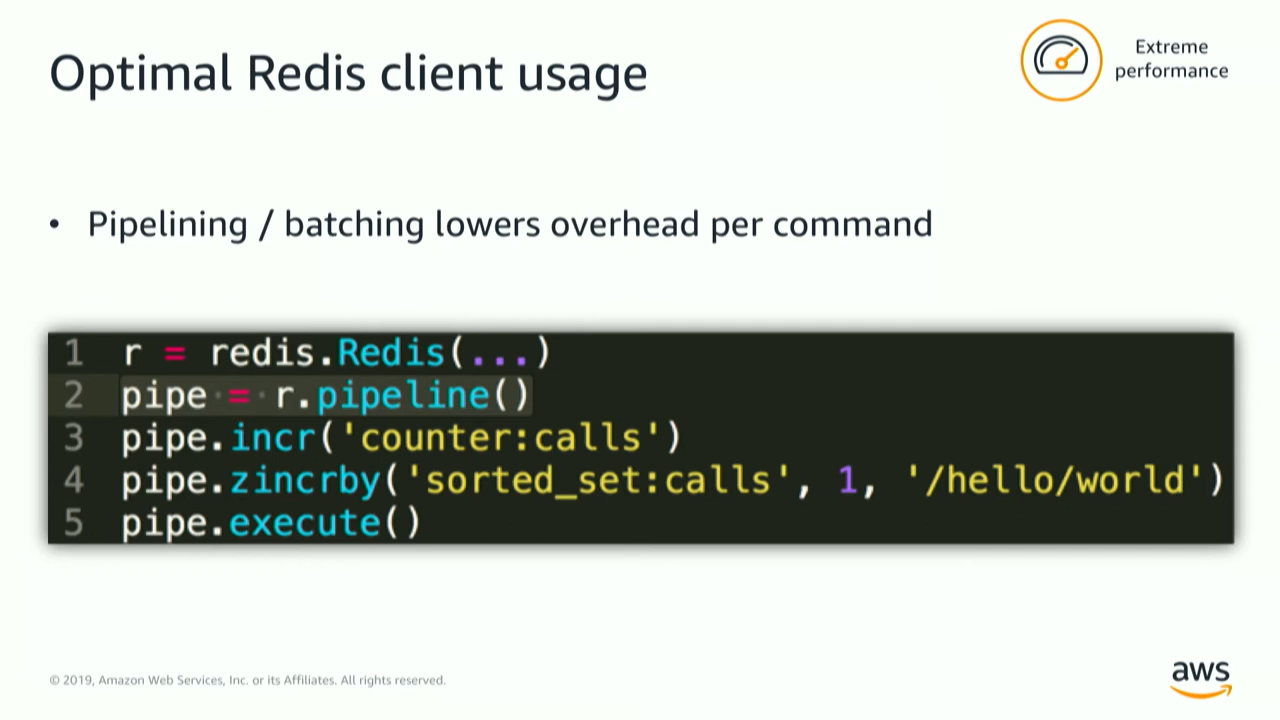 Optimal Redis client usage
Extreme
performance
• Pipelining / batching lowers overhead per command
1 r = redis.Redis(...)
2 pipe = r.pipeline()
3 pipe.incr('counter:calls')
4 pipe.zincrby('sorted_set:calls', 1, '/hello/world')
5 pipe.execute()
© 2019, Amazon Web Services, Inc. or its Affiliates. All rights reserved.
aws